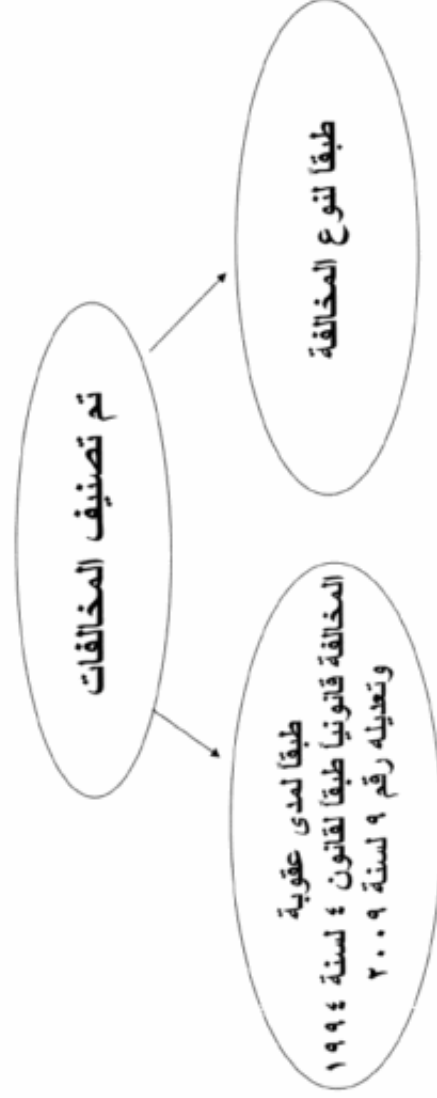 تم تصنيف المخالفات
طبقاً لنوع المخالفة
طبقاً لمدى عقوبة
المخالفة قانونياً طبقاً لقانون ٤ لسنة ١٩٩٤
وتعديله رقم ٩ لسنة ٢٠٠٩